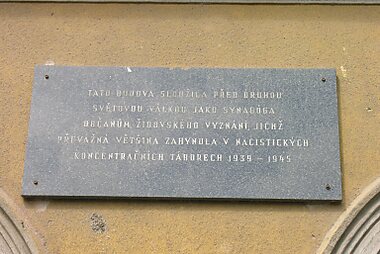 TATO BUDOVA SLOUŽILA PŘED DRUHOU
SVĚTOVOU VÁLKOU JAKO SYNAGÓGA
OBČANŮM ŽIDOVSKÉHO VYZNÁNÍ, JICHŽ
PŘEVÁŽNÁ VĚTŠINA ZAHYNULA V NACISTICKÝCH
KONCENTRAČNÍCH TÁBORECH 1939 – 1945